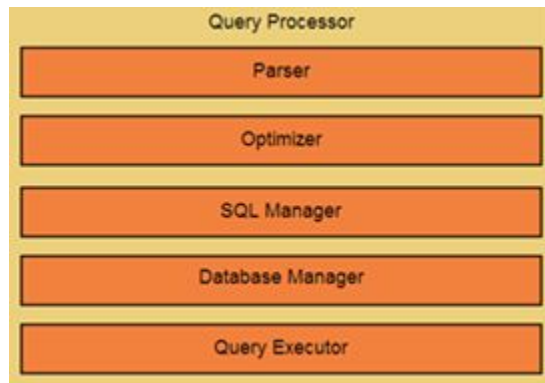 Query Processor
Parser
Optimizer
SQL Manager
Database Manager
Query Executor